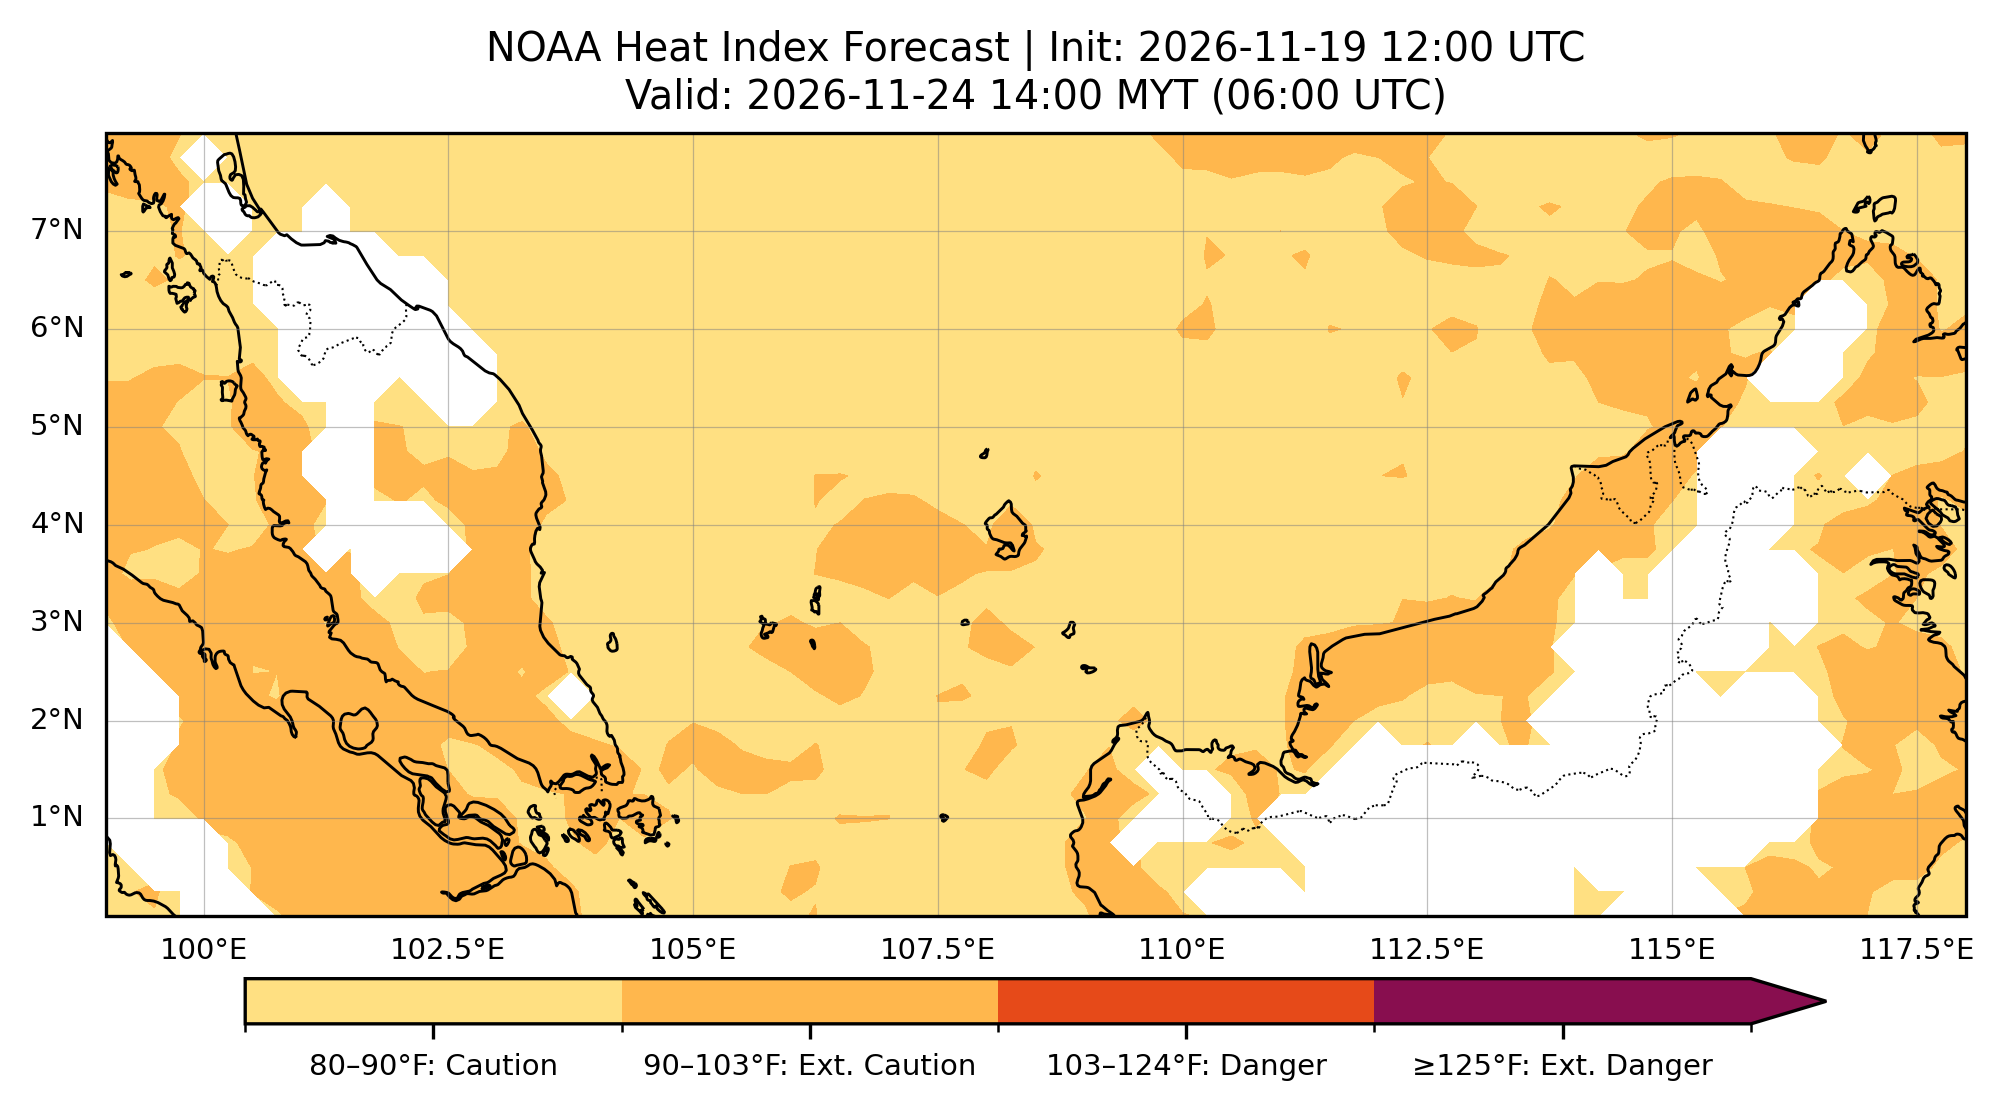 NOAA Heat Index Forecast | Init: 2026-11-19 12:00 UTC
Valid: 2026-11-24 14:00 MYT (06:00 UTC)
7°N
6°N
5°N
4°N
3°N
2°N
1°N
100°E
102.5°E
105°E
107.5°E
110°E
112.5°E
115°E
117.5°E
80–90°F: Caution
90–103°F: Ext. Caution
103–124°F: Danger
≥125°F: Ext. Danger